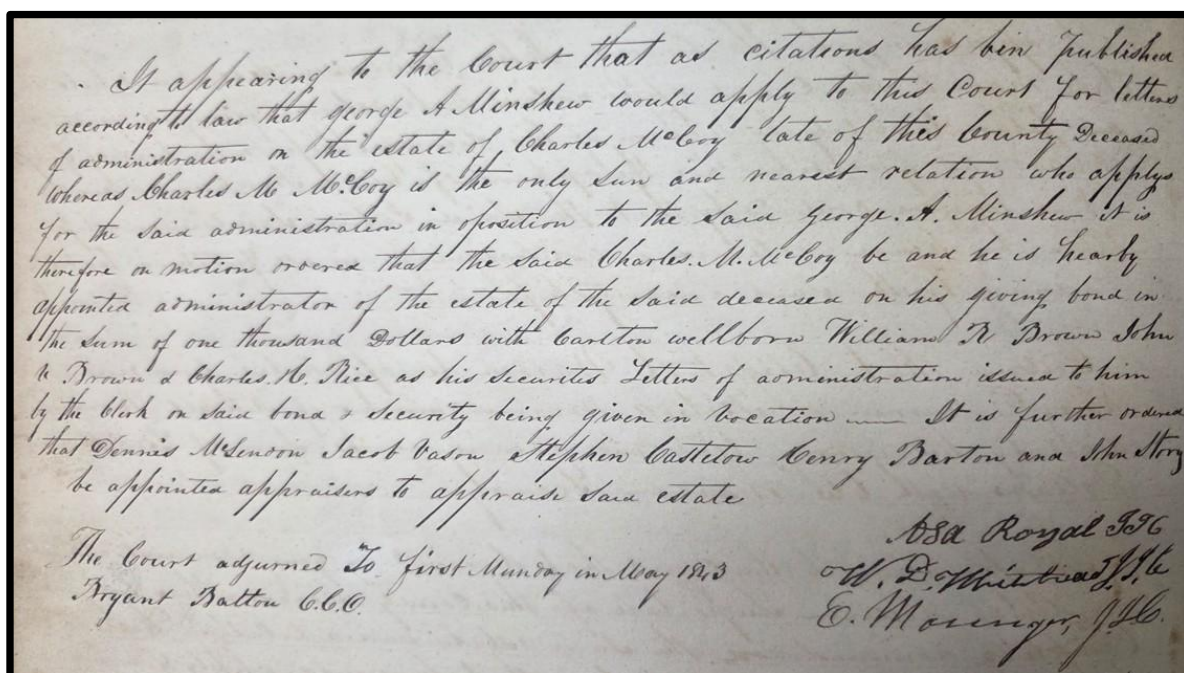 It appearing to the Court that as citations has bin published
according to law that george A Minshew would apply to this Court for letters
of administration on the estate of Charles McCoy late of this County Deceased
whereas Charles M McCoy is the only Sun and nearest relation who applys
for the said administration in oposition to the said George. A. Minshew it is
therefore on motion ordered that the said Charles. M. McCoy be and he is hearby
appointed administrator of the estate of the said deceased on his giving bond in
the sum of one thousand Dollars with Carlton wellborn William R Brown John
Brown & Charles. H. Rice as his Securites Letters of administration issued to him
by the Clerk on said bond & security being given in vocation It is further ordered
that Dennis McLendon Jacob Vason Stephen Castelow Henry Barton and John Story
be appointed appraisers to appraise said estate
Asa Royal
The Court adjourned To first Munday in May 1843
W. D.
Bryant Batton C.C.O.
E. Mounger, J.I.C.